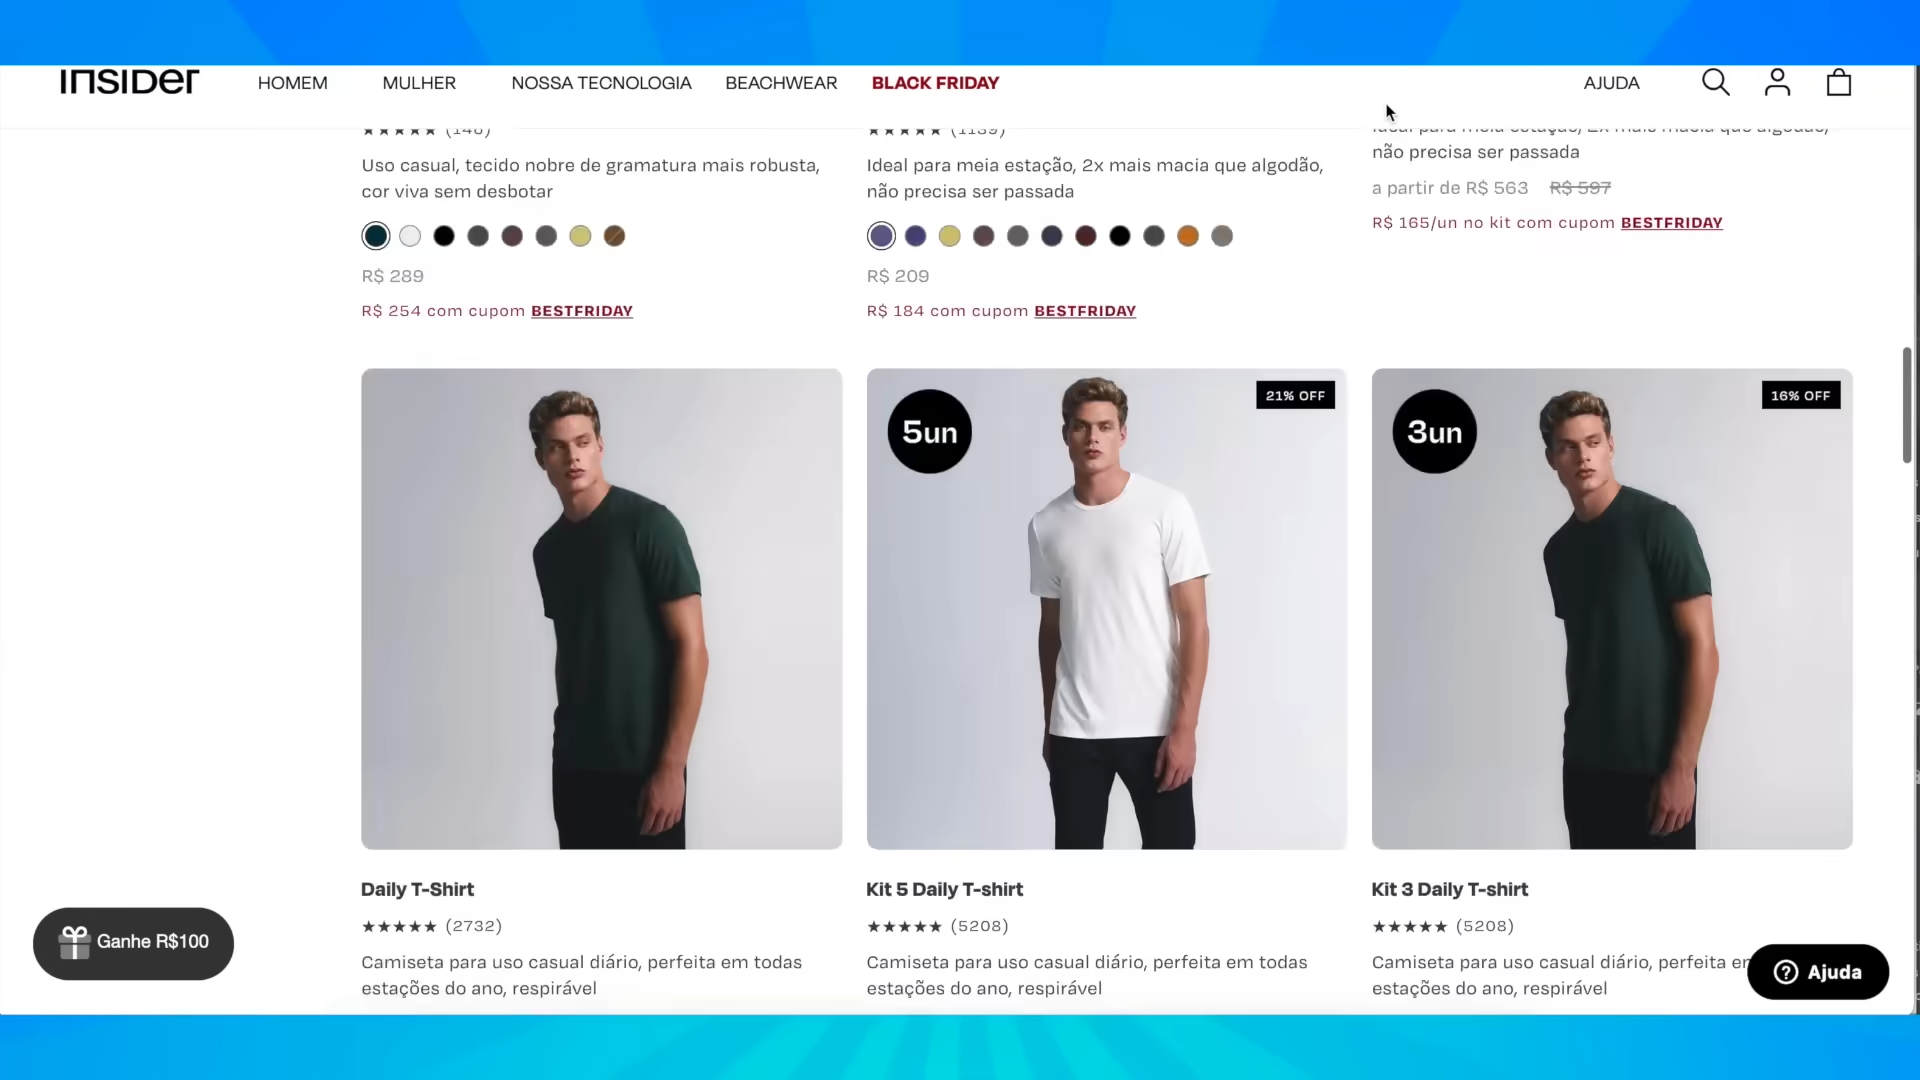 INSIDER
HOMEM
MULHER
NOSSA TECNOLOGIA
BEACHWEAR
BLACK FRIDAY
AJUDA
★★★★★ (148)
Uso casual, tecido nobre de gramatura mais robusta,
cor viva sem desbotar
R$ 289
R$ 254 com cupom BESTFRIDAY
★★★★★ (1139)
Ideal para meia estação, 2x mais macia que algodão,
não precisa ser passada
R$ 209
R$ 184 com cupom BESTFRIDAY
Ideal para meia estação, 2x mais macia que algodão,
não precisa ser passada
a partir de R$ 563 R$ 597
R$ 165/un no kit com cupom BESTFRIDAY
5un
21% OFF
3un
16% OFF
Daily T-Shirt
★★★★★ (2732)
Camiseta para uso casual diário, perfeita em todas
estações do ano, respirável
Kit 5 Daily T-shirt
★★★★★ (5208)
Camiseta para uso casual diário, perfeita em todas
estações do ano, respirável
Kit 3 Daily T-shirt
★★★★★ (5208)
Camiseta para uso casual diário, perfeita
estações do ano, respirável
Ganhe R$100
Ajuda